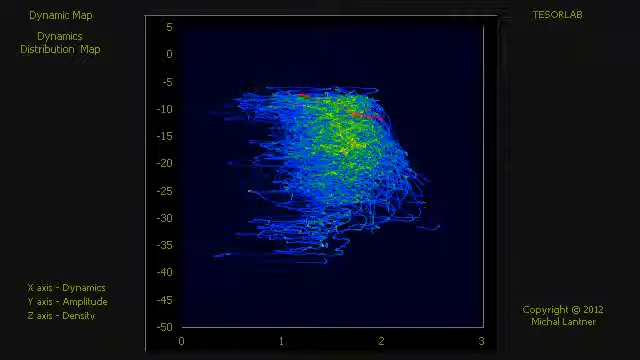 Dynamic Map
TESORLAB
Dynamics
Distribution Map
5
0
-5
-10
-15
-20
-25
-30
-35
-40
-45
-50
0
1
2
3
X axis - Dynamics
Y axis - Amplitude
Z axis - Density
Copyright © 2012
Michal Lantner